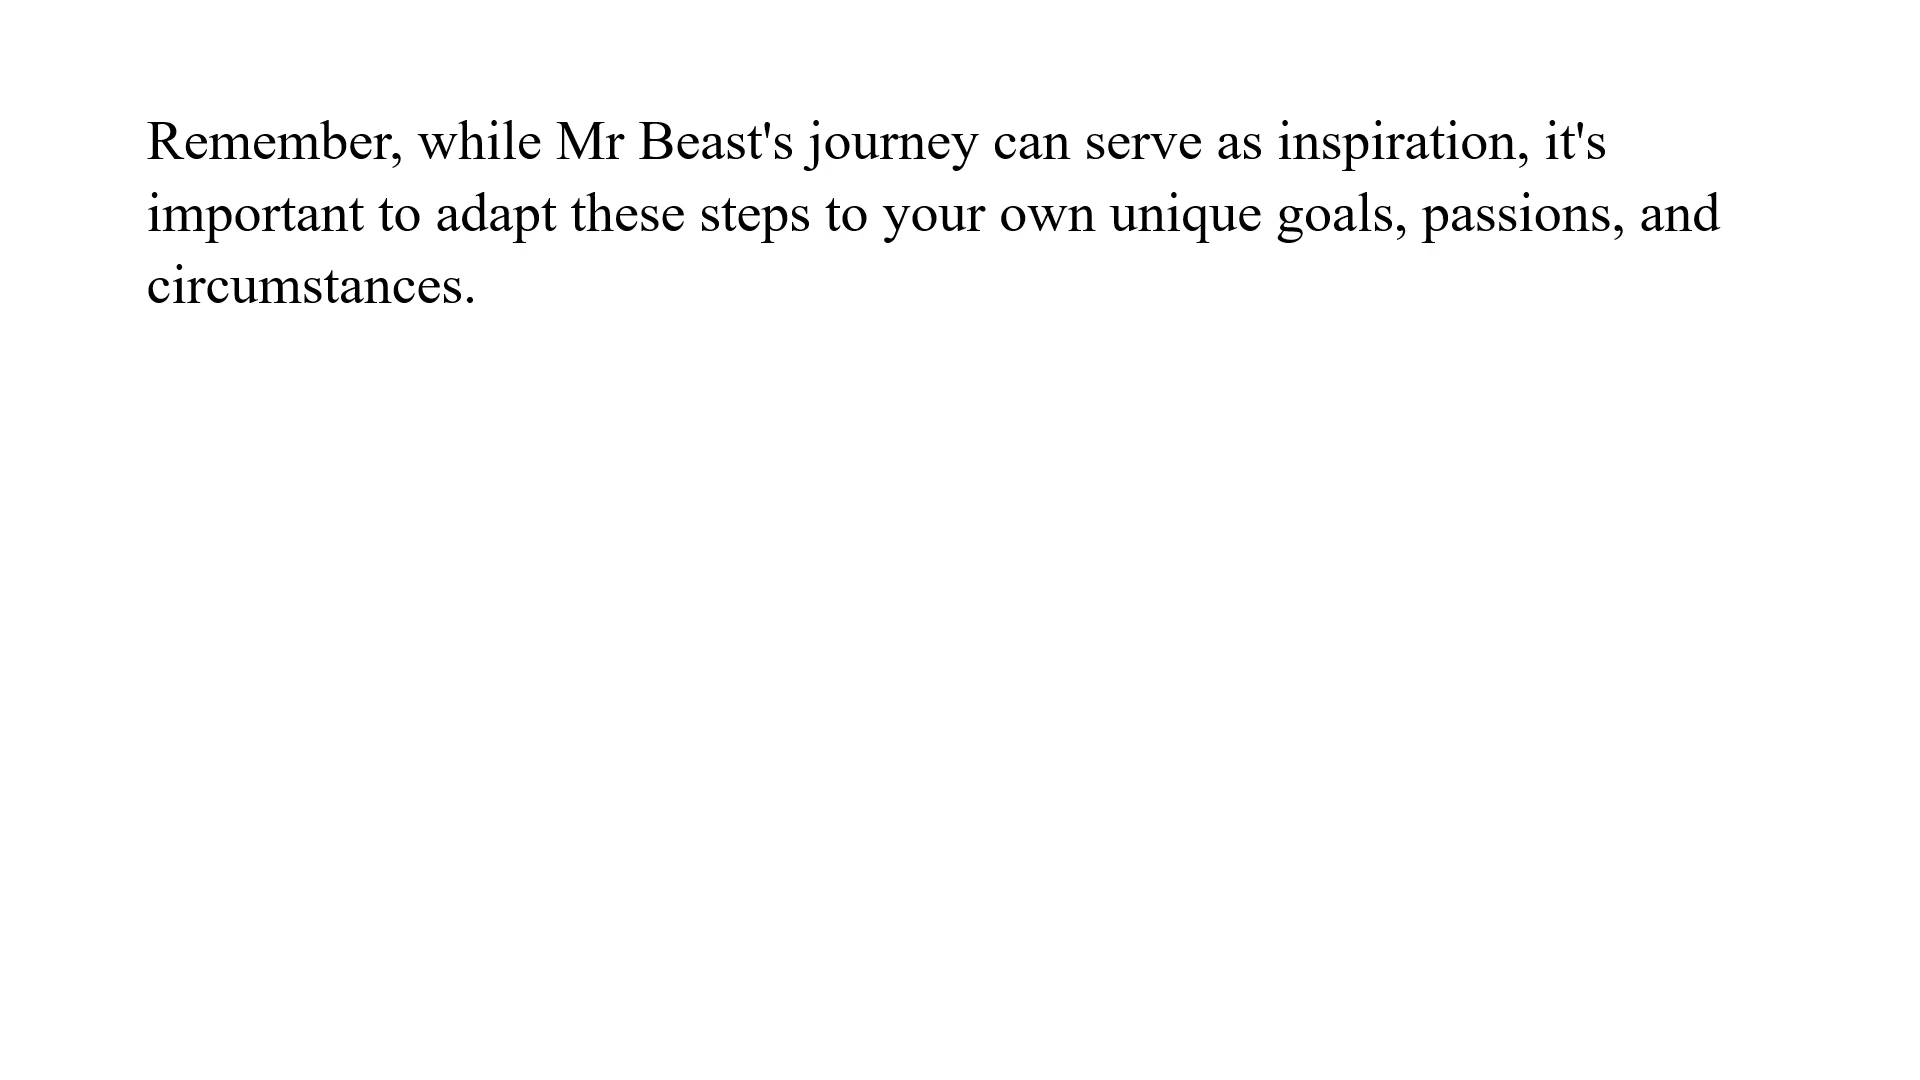 Remember, while Mr Beast's journey can serve as inspiration, it's
important to adapt these steps to your own unique goals, passions, and
circumstances.